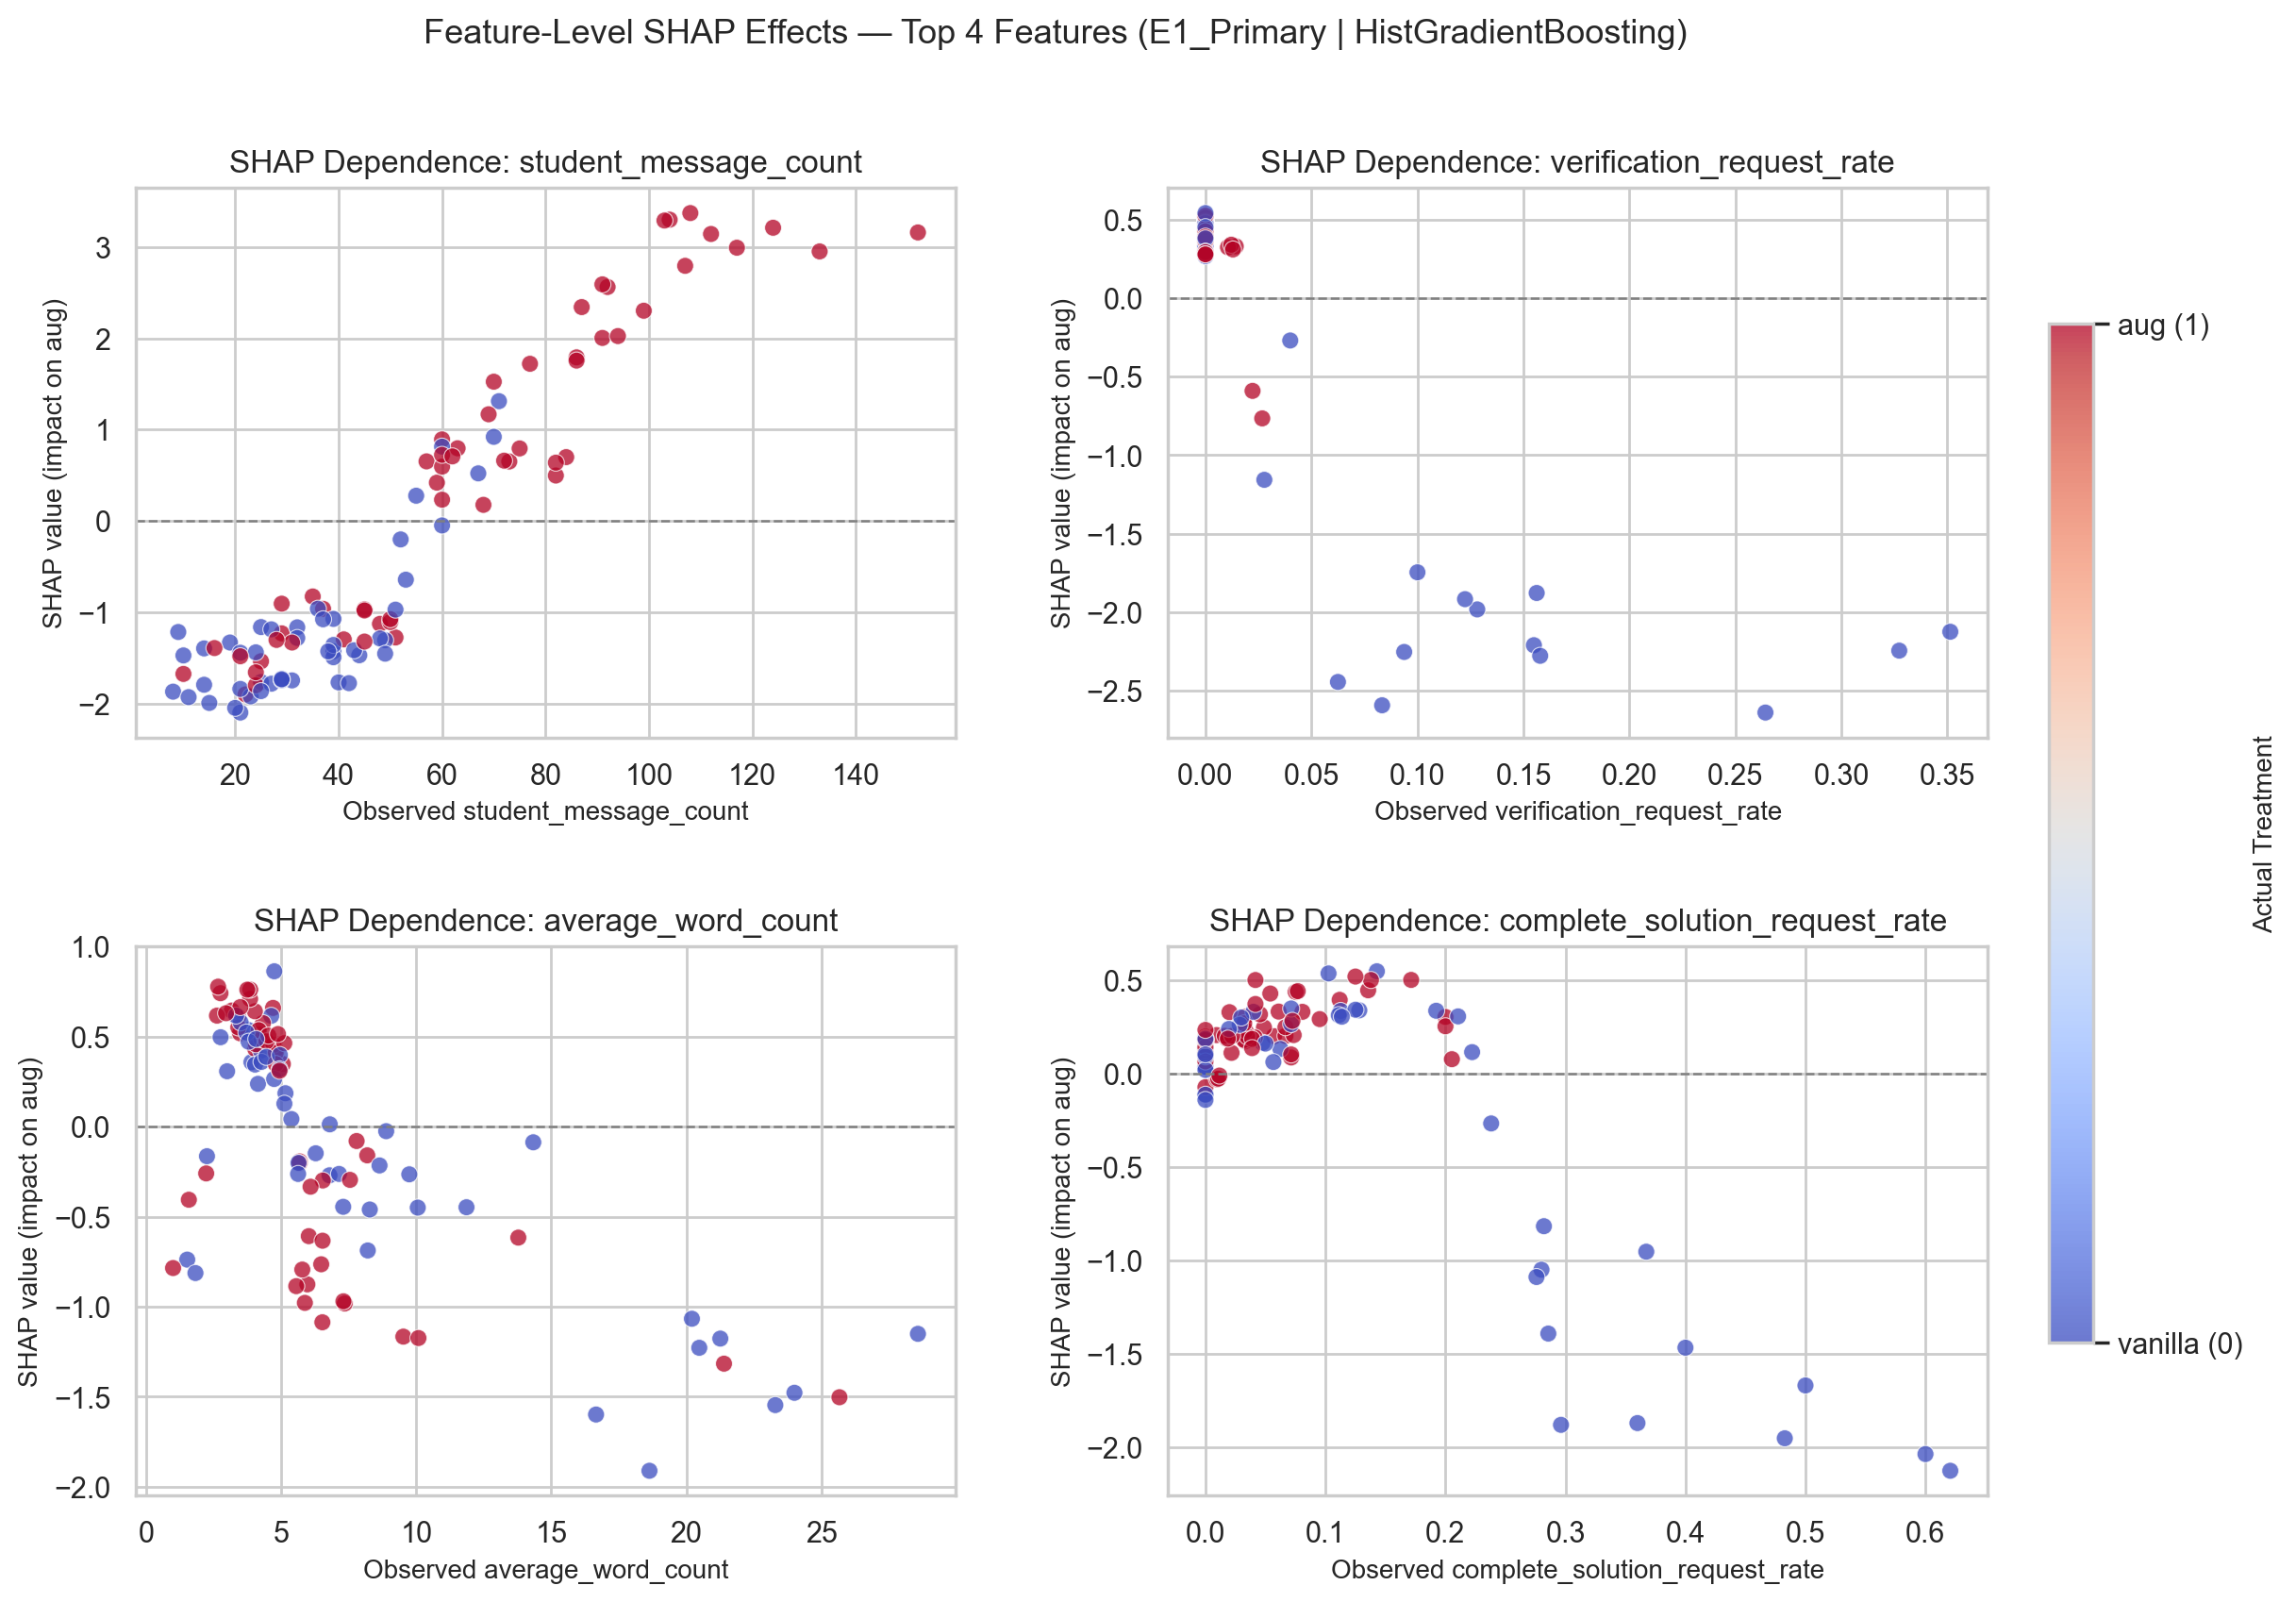 Feature-Level SHAP Effects — Top 4 Features (E1_Primary | HistGradientBoosting)
SHAP Dependence: student_message_count
SHAP value (impact on aug)
3
2
1
0
−1
−2
20 40 60 80 100 120 140
Observed student_message_count
SHAP Dependence: verification_request_rate
SHAP value (impact on aug)
0.5
0.0
−0.5
−1.0
−1.5
−2.0
−2.5
0.00 0.05 0.10 0.15 0.20 0.25 0.30 0.35
Observed verification_request_rate
SHAP Dependence: average_word_count
SHAP value (impact on aug)
1.0
0.5
0.0
−0.5
−1.0
−1.5
−2.0
0 5 10 15 20 25
Observed average_word_count
SHAP Dependence: complete_solution_request_rate
SHAP value (impact on aug)
0.5
0.0
−0.5
−1.0
−1.5
−2.0
0.0 0.1 0.2 0.3 0.4 0.5 0.6
Observed complete_solution_request_rate
aug (1)
vanilla (0)
Actual Treatment